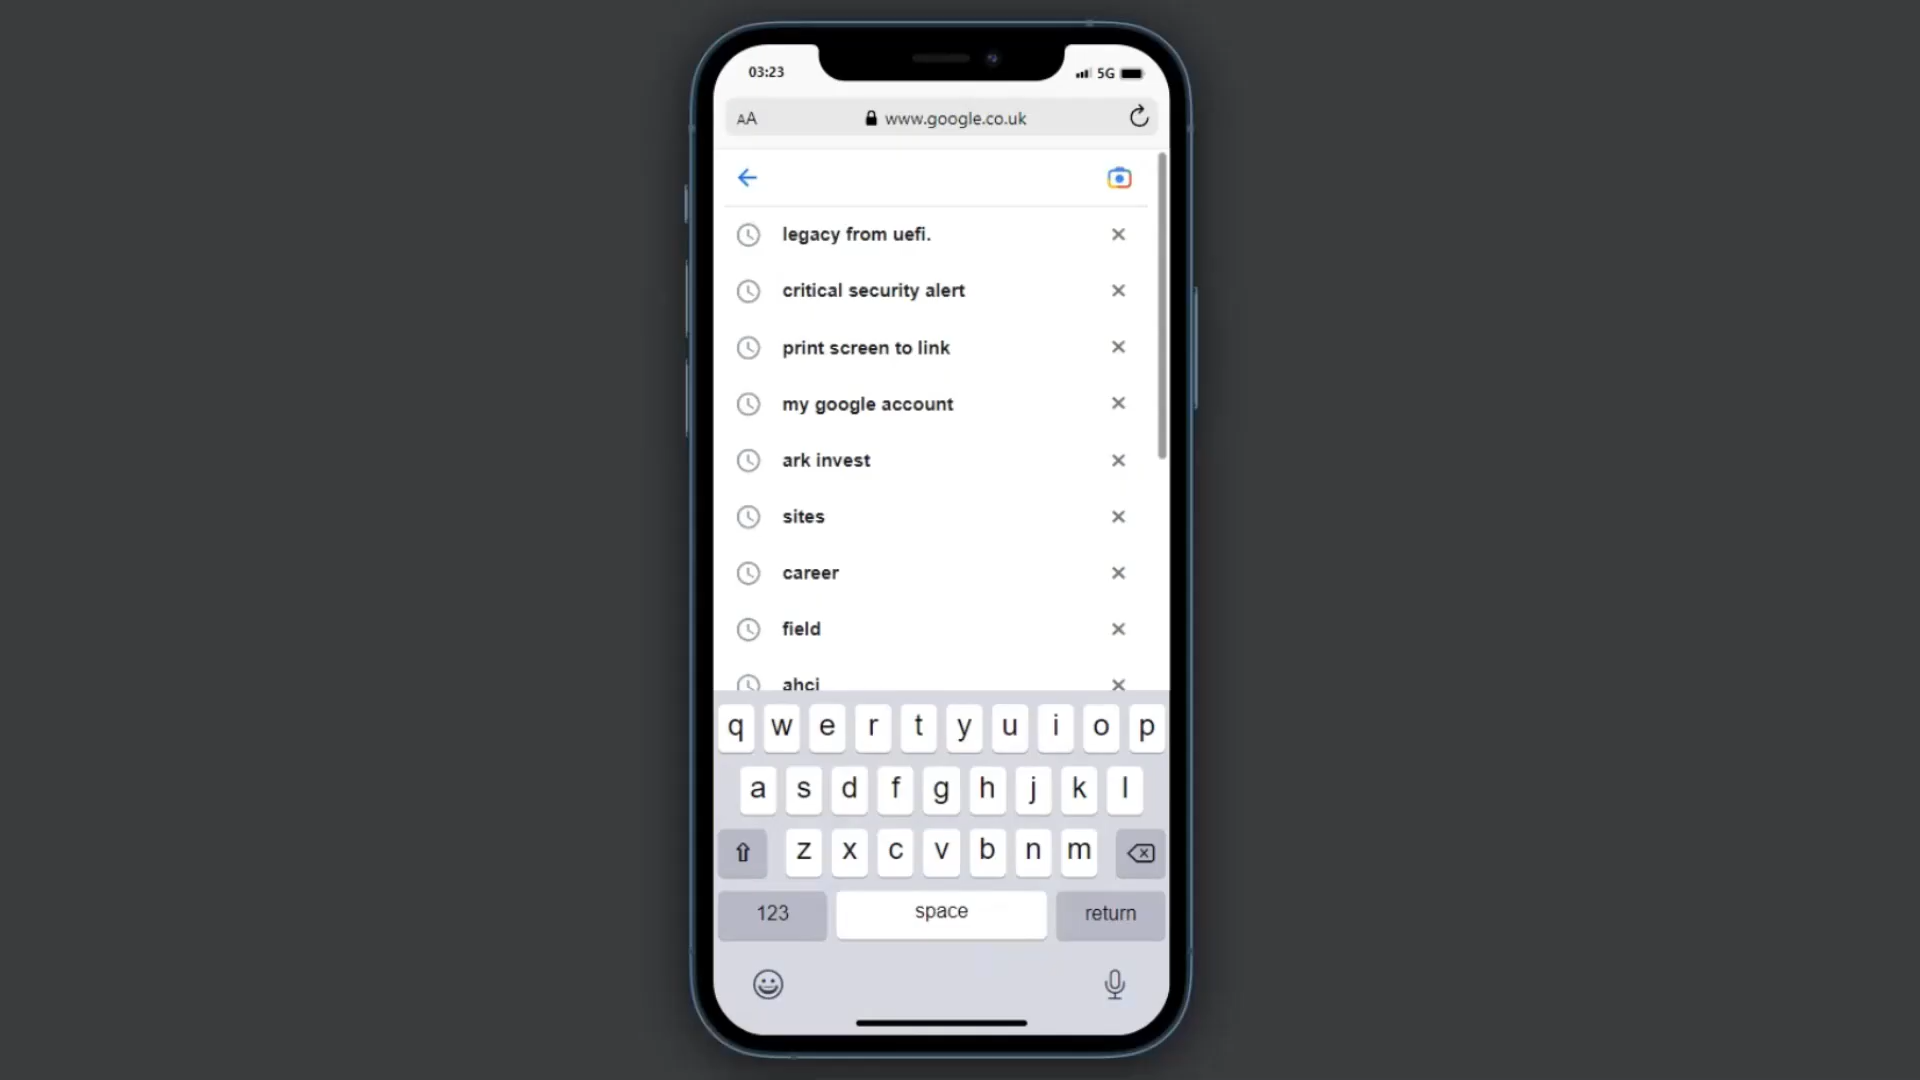 03:23
5G
AA
www.google.co.uk
legacy from uefi.
critical security alert
print screen to link
my google account
ark invest
sites
career
field
ahci
q w e r t y u i o p
a s d f g h j k l
z x c v b n m
123 space return